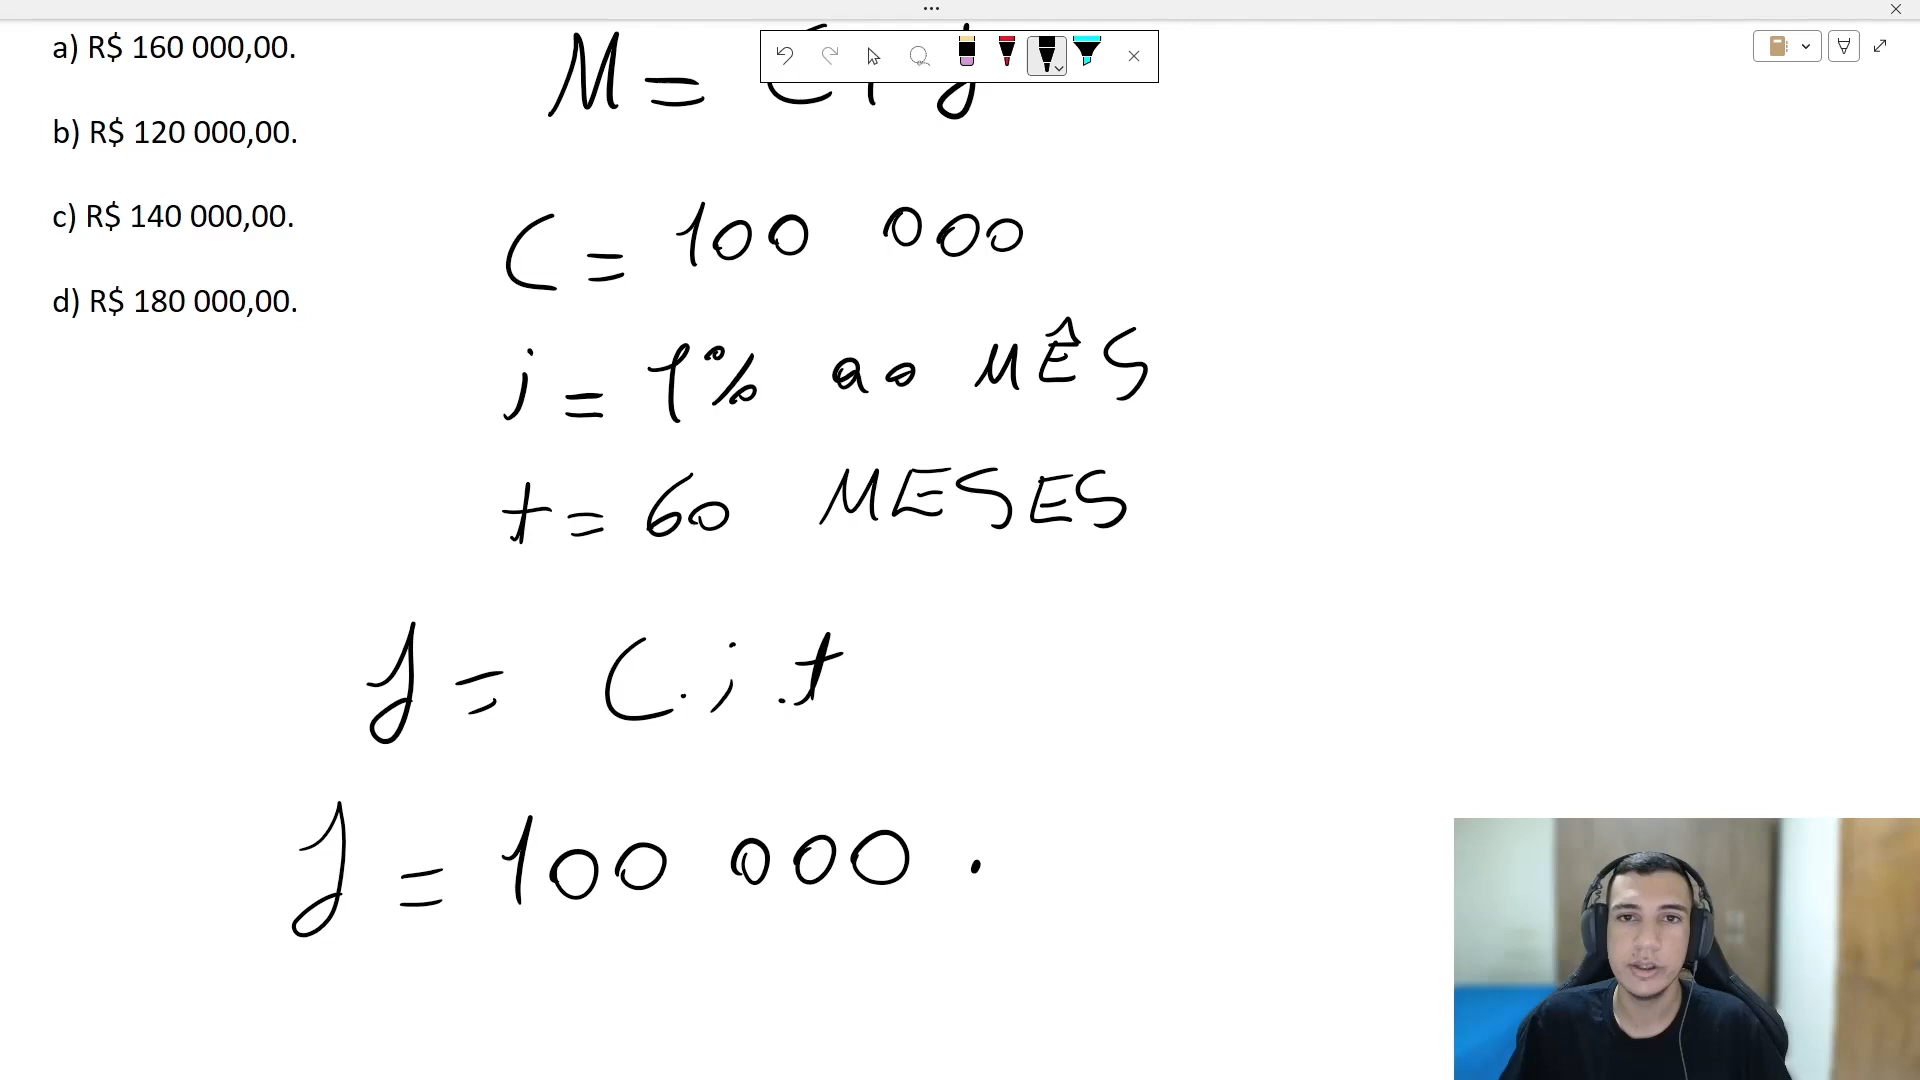 a) R$ 160 000,00.
M = C + J
b) R$ 120 000,00.
c) R$ 140 000,00.
C = 100 000
d) R$ 180 000,00.
i = 1% ao MÊS
t = 60 MESES
J = C.i.t
J = 100 000 .